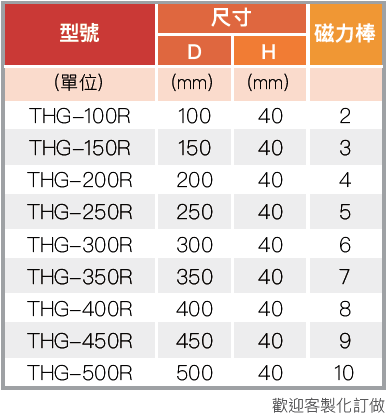 型號 尺寸 磁力棒
D H
(單位) (mm) (mm)
THG-100R 100 40 2
THG-150R 150 40 3
THG-200R 200 40 4
THG-250R 250 40 5
THG-300R 300 40 6
THG-350R 350 40 7
THG-400R 400 40 8
THG-450R 450 40 9
THG-500R 500 40 10
歡迎客製化訂做